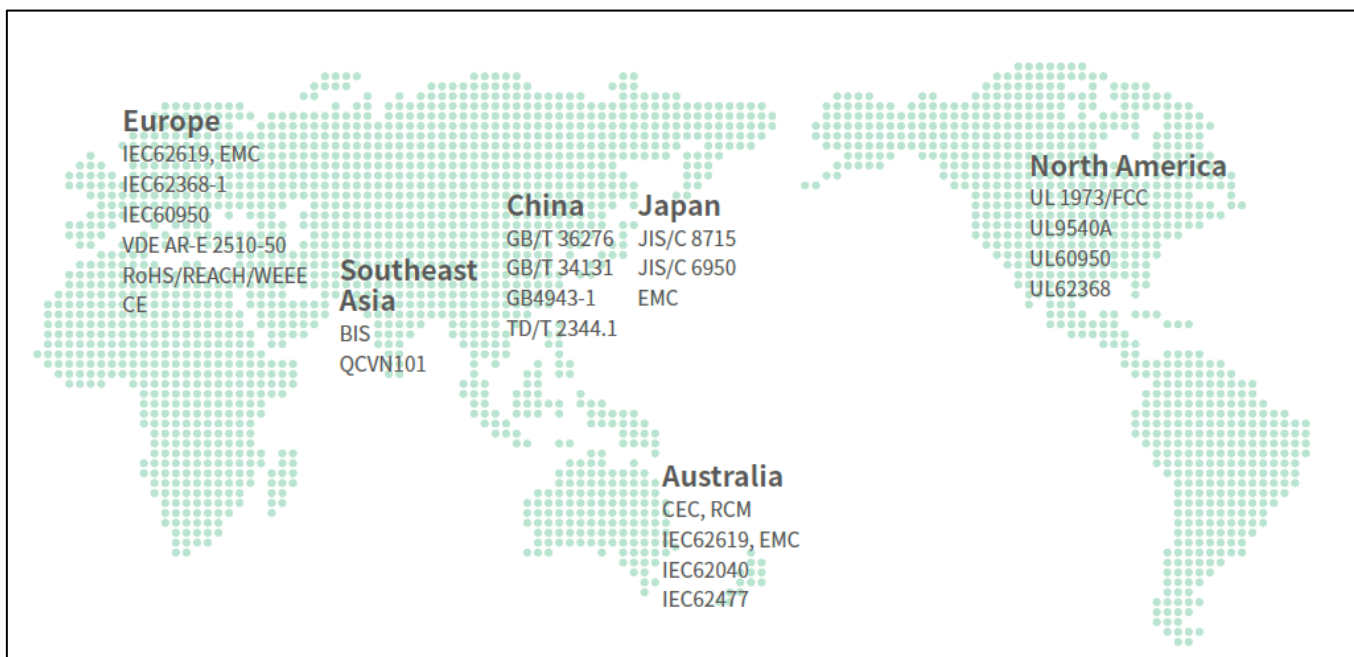 Europe
IEC62619, EMC
IEC62368-1
IEC60950
VDE AR-E 2510-50
RoHS/REACH/WEEE
CE
Southeast
Asia
BIS
QCVN101
China
GB/T 36276
GB/T 34131
GB4943-1
TD/T 2344.1
Japan
JIS/C 8715
JIS/C 6950
EMC
Australia
CEC, RCM
IEC62619, EMC
IEC62040
IEC62477
North America
UL 1973/FCC
UL9540A
UL60950
UL62368